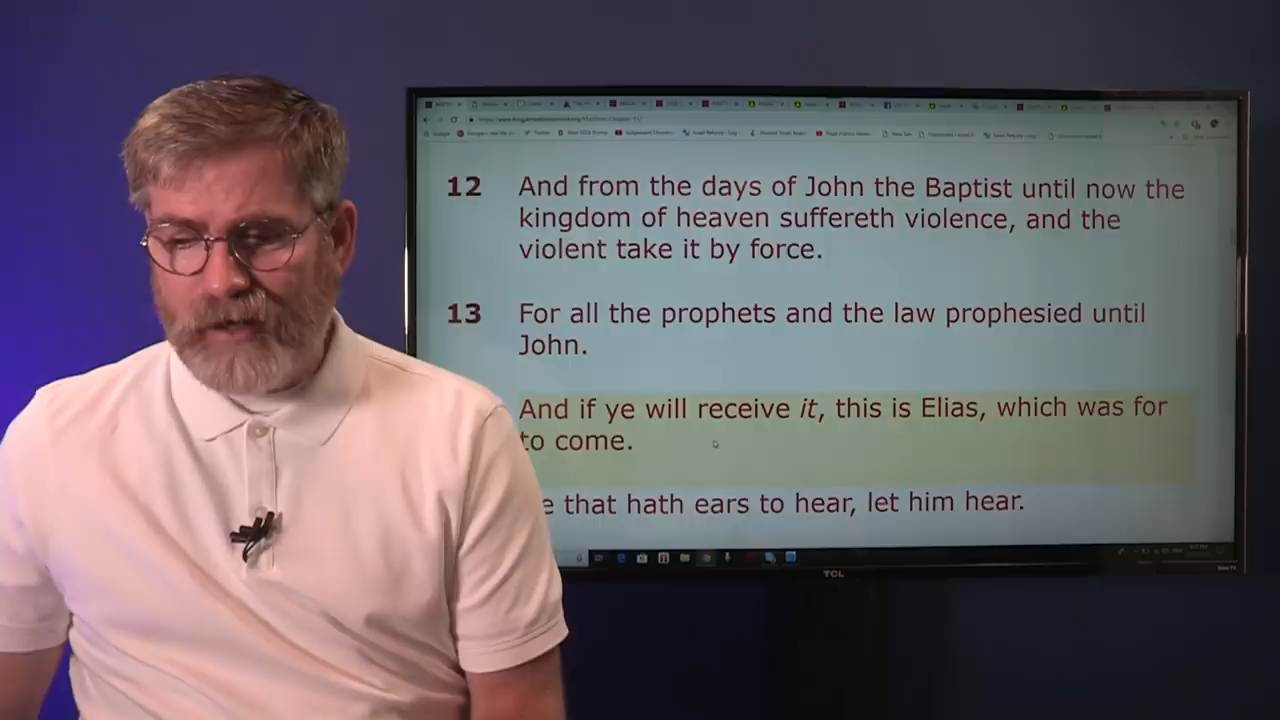 12 And from the days of John the Baptist until now the
kingdom of heaven suffereth violence, and the
violent take it by force.
13 For all the prophets and the law prophesied until
John.
And if ye will receive it, this is Elias, which was for
to come.
e that hath ears to hear, let him hear.
TCL